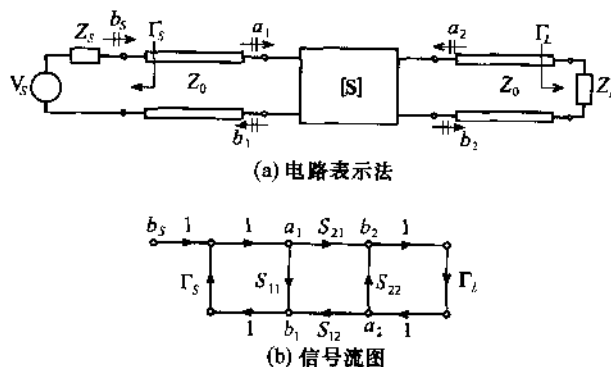 b_S Z_S Γ_S a_1 a_2 Γ_L
V_S Z_0 [S] Z_0
b_1 b_2
(a) 电路表示法
b_S 1 1 a_1 S_21 b_2 1
Γ_S S_11 S_22 Γ_L
1 b_1 S_12 a_2 1
(b) 信号流图